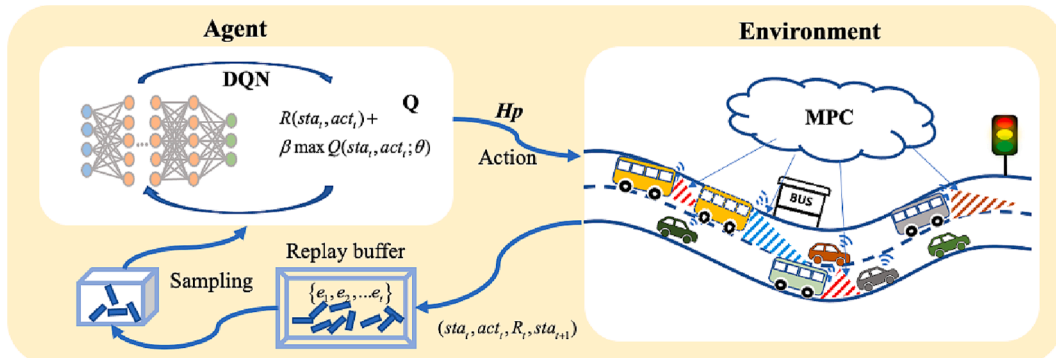 Agent
Environment
DQN
Q
R(sta_t, act_t) +
β max Q(sta_t, act_t; θ)
Hp
Action
MPC
BUS
Replay buffer
Sampling
{e_1, e_2, ...e_t}
(sta_t, act_t, R_t, sta_{t+1})
...